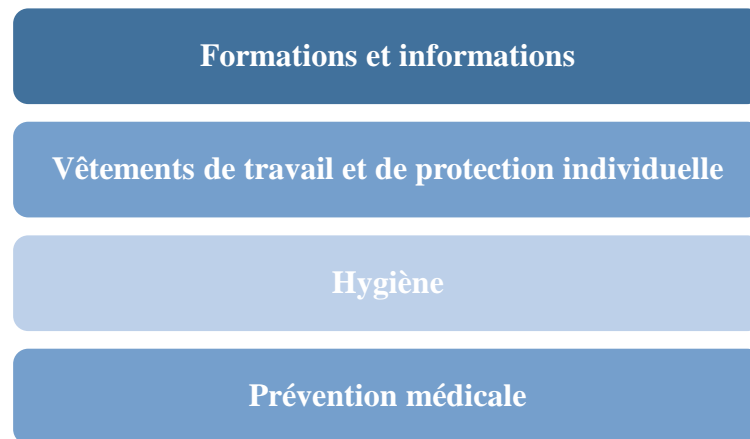 Formations et informations
Vêtements de travail et de protection individuelle
Hygiène
Prévention médicale